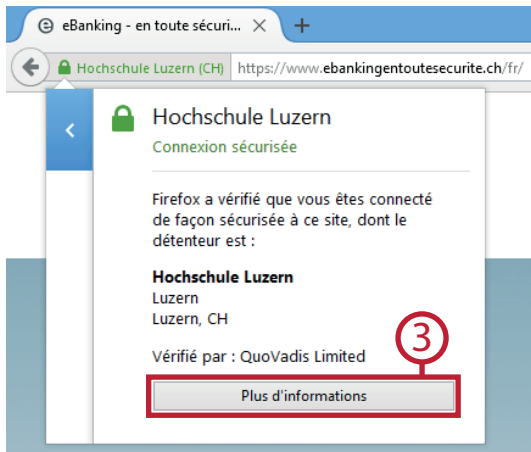 eBanking - en toute sécuri...
Hochschule Luzern (CH) https://www.ebankingentoutesecurite.ch/fr/
Hochschule Luzern
Connexion sécurisée
Firefox a vérifié que vous êtes connecté
de façon sécurisée à ce site, dont le
détenteur est :
Hochschule Luzern
Luzern
Luzern, CH
Vérifié par : QuoVadis Limited
3
Plus d'informations